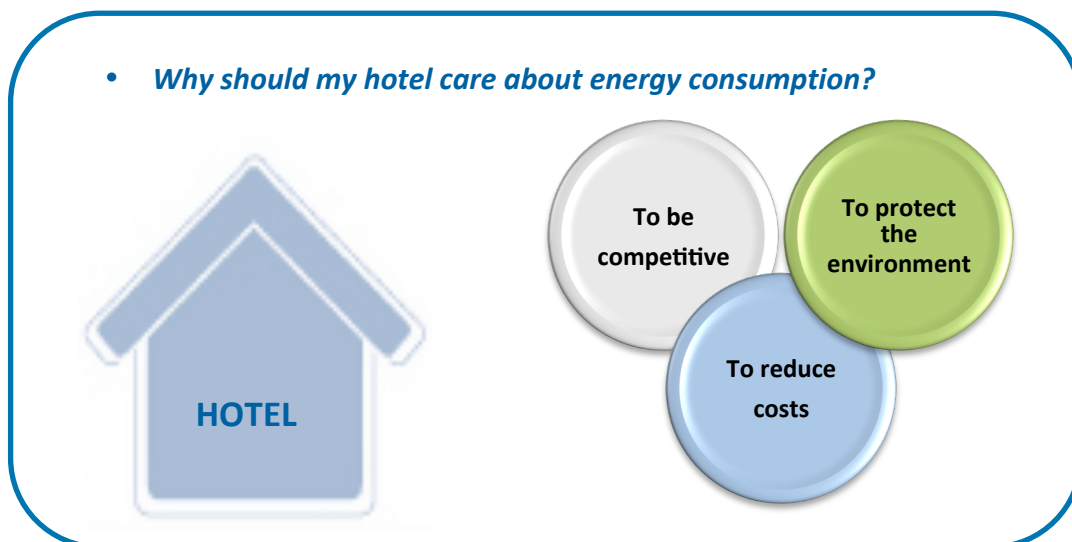 • Why should my hotel care about energy consumption?
To be
competitive
To protect
the
environment
To reduce
costs
HOTEL